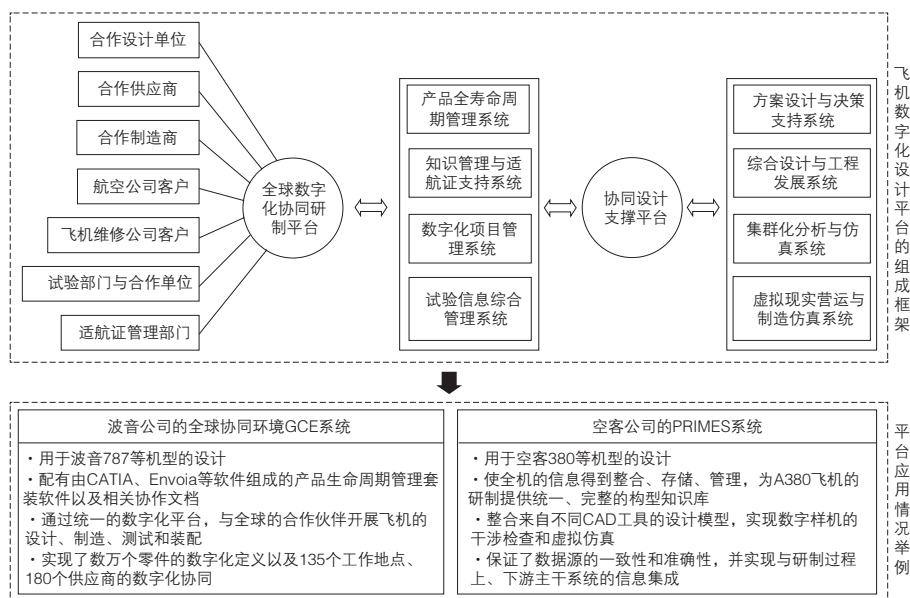 合作设计单位
合作供应商
合作制造商
航空公司客户
飞机维修公司客户
试验部门与合作单位
适航证管理部门
全球数字
化协同研
制平台
产品全寿命周
期管理系统
知识管理与适
航证支持系统
数字化项目管
理系统
试验信息综合
管理系统
协同设计
支撑平台
方案设计与决策
支持系统
综合设计与工程
发展系统
集群化分析与仿
真系统
虚拟现实营运与
制造仿真系统
飞机数字化设计平台的组成框架
波音公司的全球协同环境GCE系统
·用于波音787等机型的设计
·配有由CATIA、Envoia等软件组成的产品生命周期管理套
装软件以及相关协作文档
·通过统一的数字化平台，与全球的合作伙伴开展飞机的
设计、制造、测试和装配
·实现了数万个零件的数字化定义以及135个工作地点、
180个供应商的数字化协同
空客公司的PRIMES系统
·用于空客380等机型的设计
·使全机的信息得到整合、存储、管理，为A380飞机的
研制提供统一、完整的构型知识库
·整合来自不同CAD工具的设计模型，实现数字样机的
干涉检查和虚拟仿真
·保证了数据源的一致性和准确性，并实现与研制过程
上、下游主干系统的信息集成
平台应用情况举例